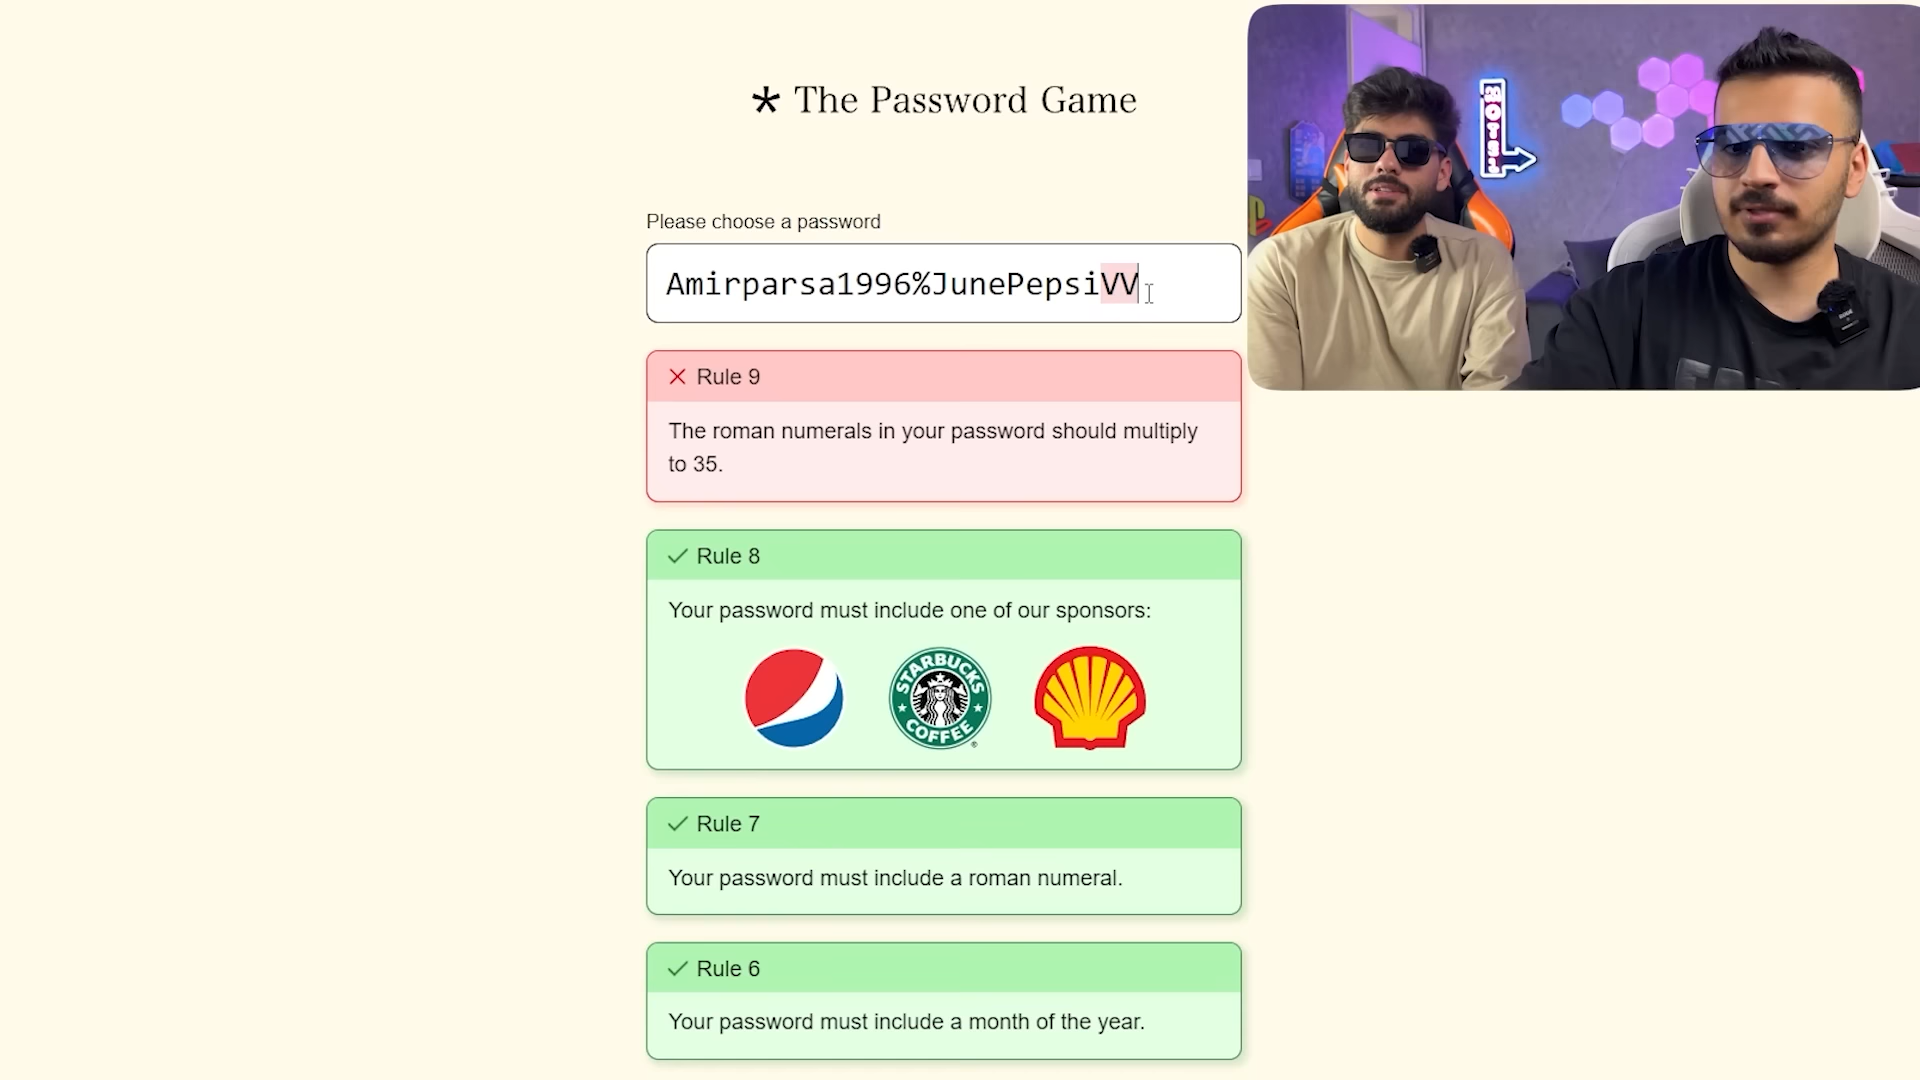 * The Password Game
Please choose a password
Amirparsa1996%JunePepsiVV
Rule 9
The roman numerals in your password should multiply
to 35.
Rule 8
Your password must include one of our sponsors:
STARBUCKS
COFFEE
Rule 7
Your password must include a roman numeral.
Rule 6
Your password must include a month of the year.